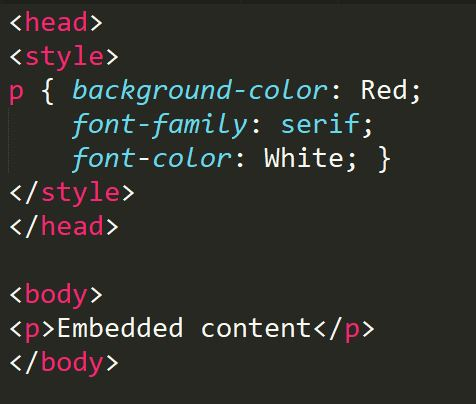 <head>
<style>
p { background-color: Red;
font-family: serif;
font-color: White; }
</style>
</head>
<body>
<p>Embedded content</p>
</body>